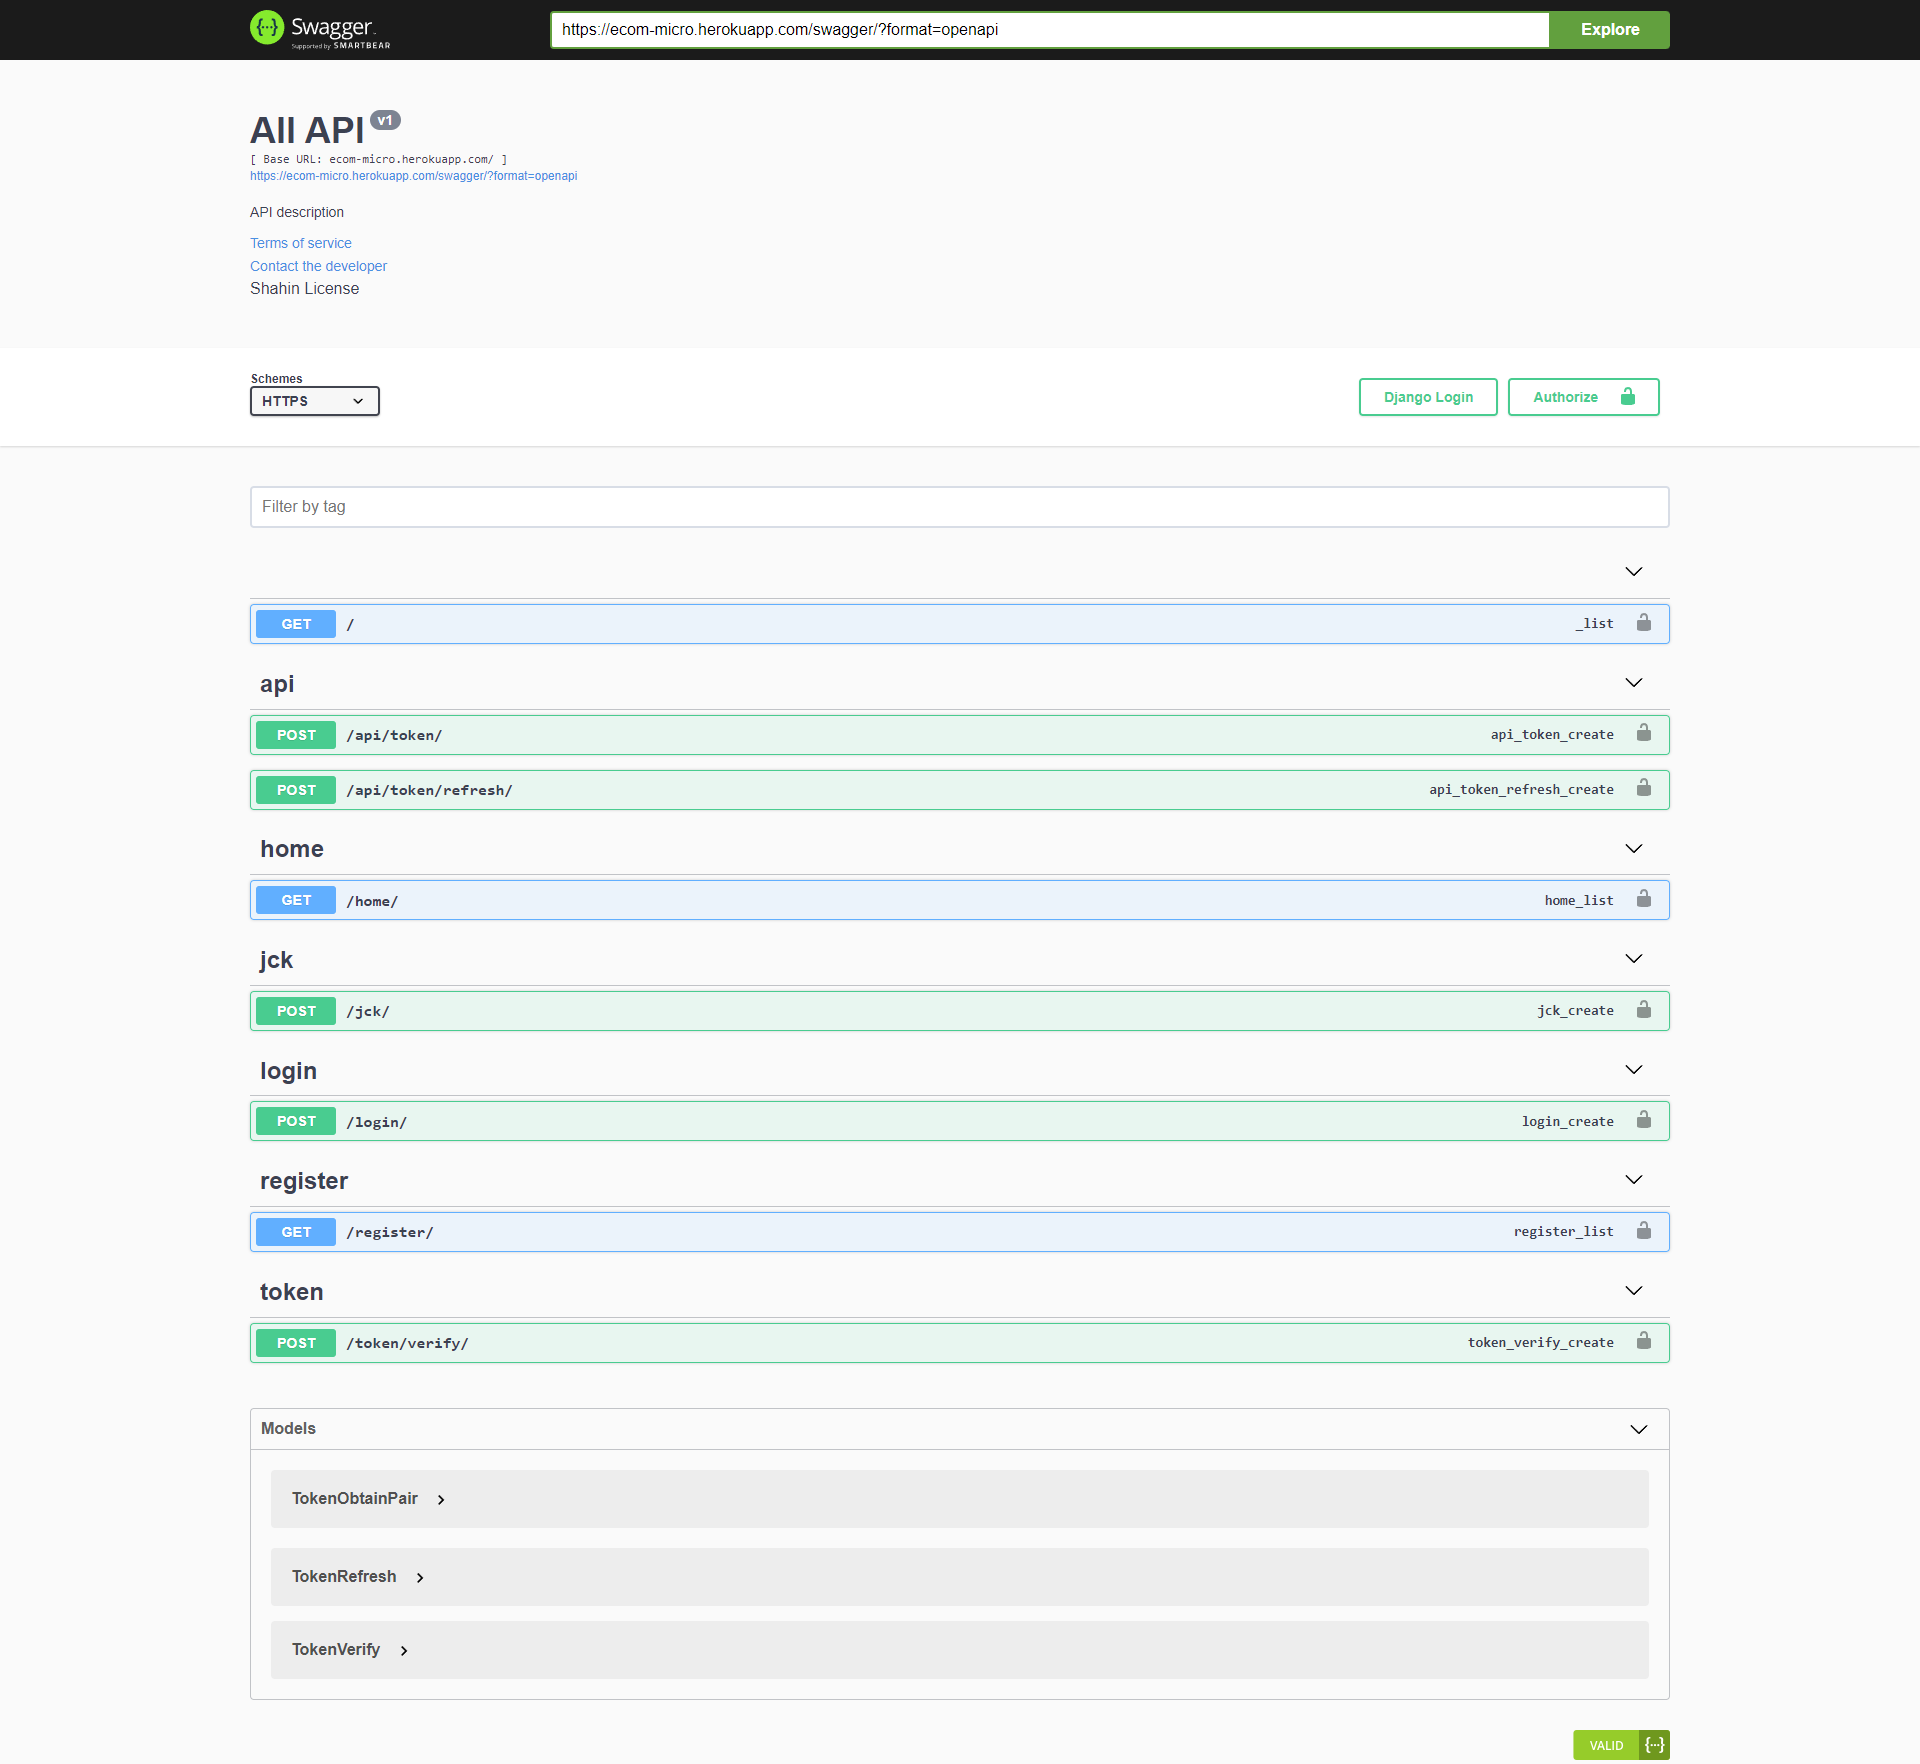 {···} Swagger
Supported by SMARTBEAR
https://ecom-micro.herokuapp.com/swagger/?format=openapi
Explore
All API v1
[ Base URL: ecom-micro.herokuapp.com/ ]
https://ecom-micro.herokuapp.com/swagger/?format=openapi
API description
Terms of service
Contact the developer
Shahin License
Schemes
HTTPS
Django Login
Authorize
Filter by tag
GET / _list
api
POST /api/token/ api_token_create
POST /api/token/refresh/ api_token_refresh_create
home
GET /home/ home_list
jck
POST /jck/ jck_create
login
POST /login/ login_create
register
GET /register/ register_list
token
POST /token/verify/ token_verify_create
Models
TokenObtainPair
TokenRefresh
TokenVerify
VALID {···}